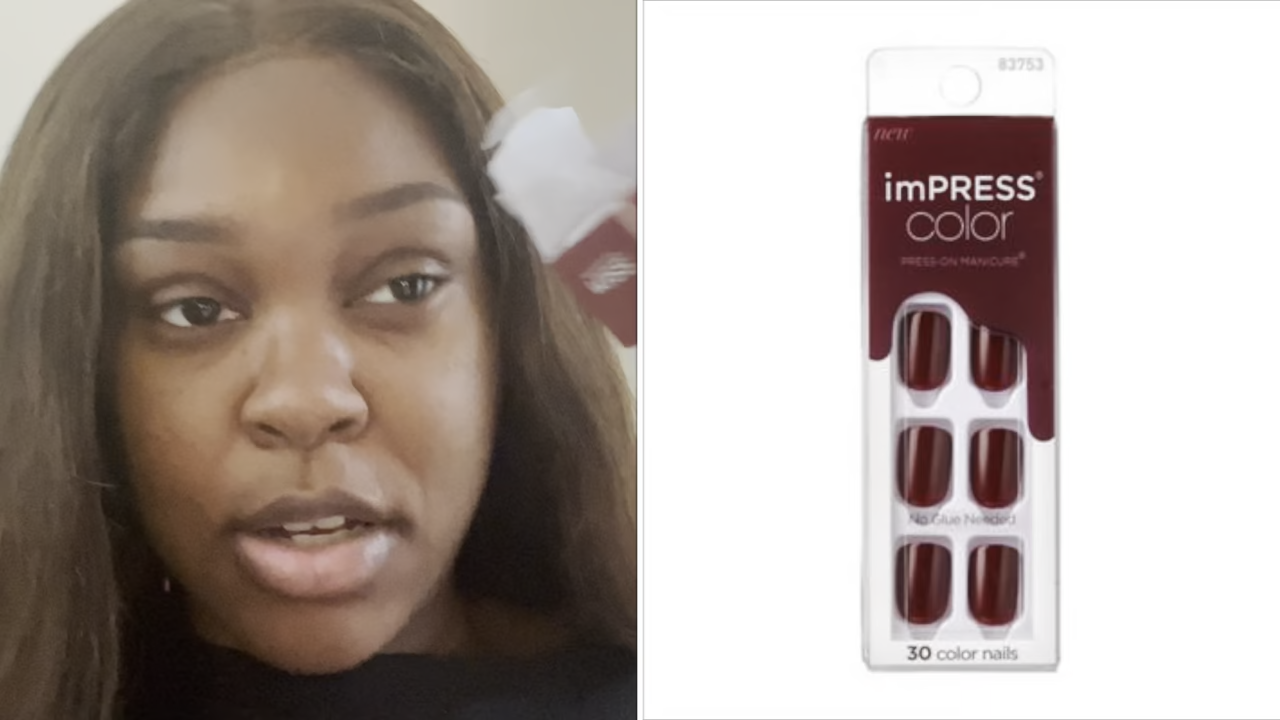 83753
new
imPRESS®
color
PRESS-ON MANICURE®
No Glue Needed
30 color nails